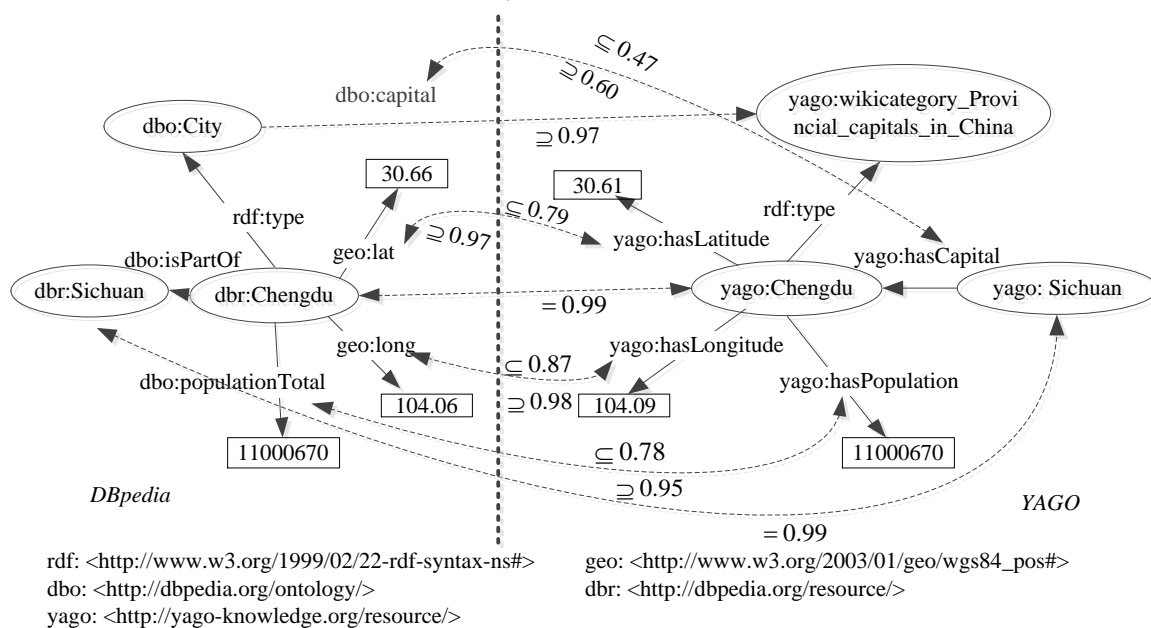 ⊆ 0.47
⊇ 0.60
dbo:capital
yago:wikicategory_Provi
ncial_capitals_in_China
dbo:City
⊇ 0.97
30.66
30.61
rdf:type
rdf:type
⊆ 0.79
⊇ 0.97
geo:lat
yago:hasLatitude
dbo:isPartOf
yago:hasCapital
dbr:Sichuan
dbr:Chengdu
yago:Chengdu
yago: Sichuan
= 0.99
geo:long
yago:hasLongitude
⊆ 0.87
dbo:populationTotal
yago:hasPopulation
104.06
⊇ 0.98
104.09
11000670
⊆ 0.78
11000670
⊇ 0.95
DBpedia
YAGO
= 0.99
rdf: <http://www.w3.org/1999/02/22-rdf-syntax-ns#>
geo: <http://www.w3.org/2003/01/geo/wgs84_pos#>
dbo: <http://dbpedia.org/ontology/>
dbr: <http://dbpedia.org/resource/>
yago: <http://yago-knowledge.org/resource/>